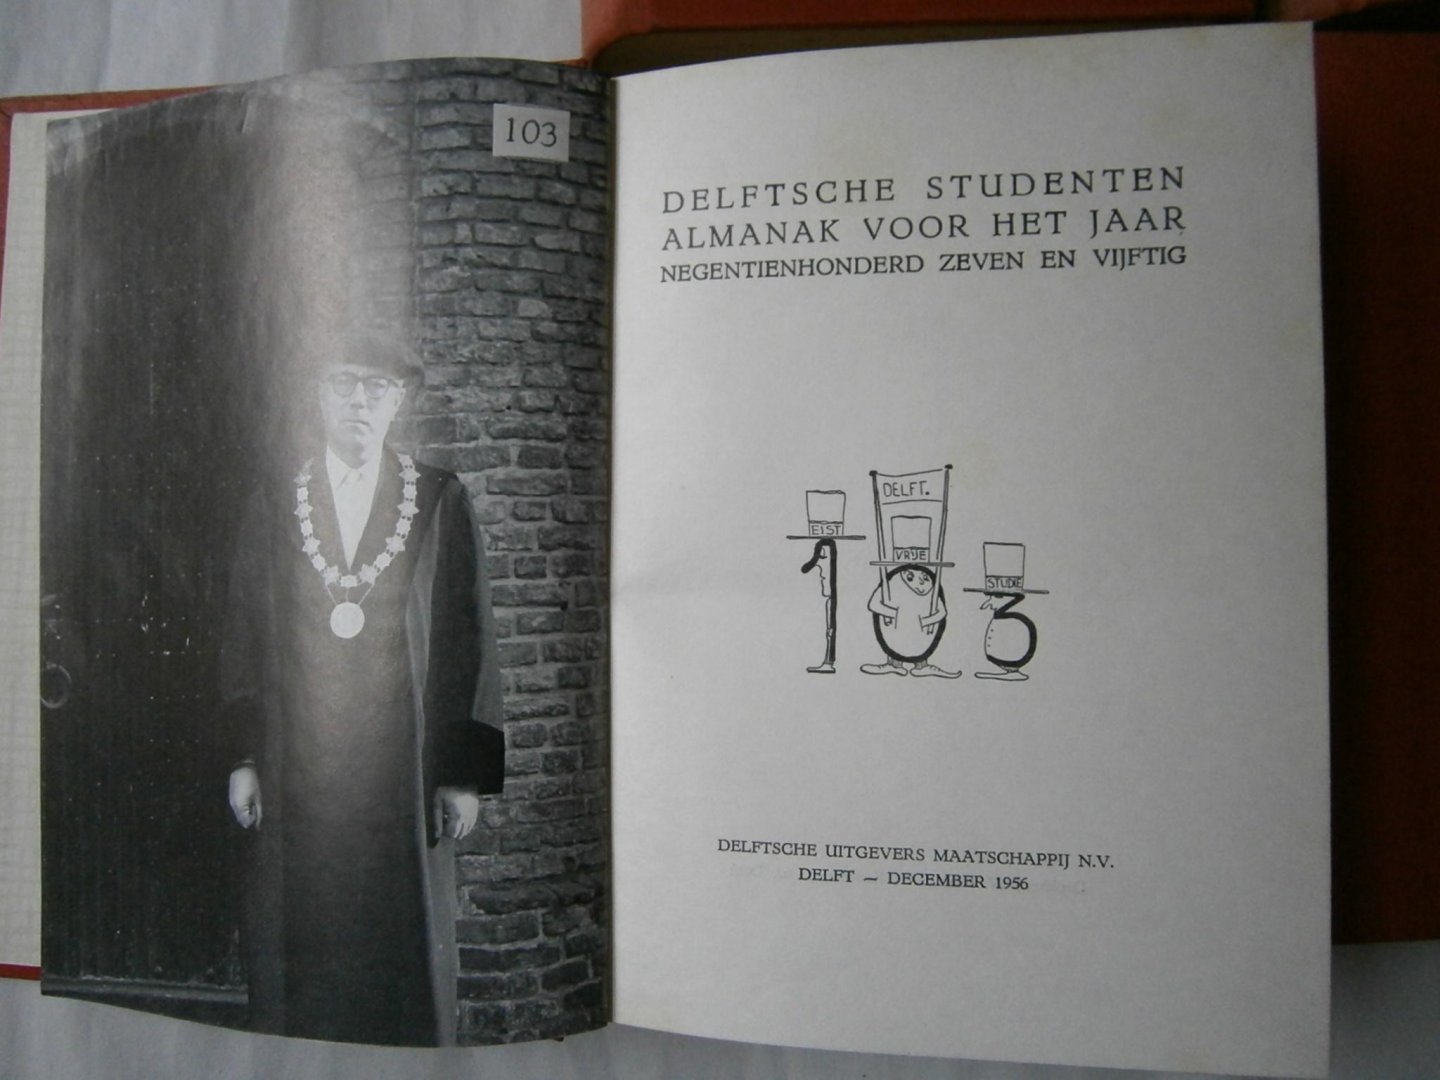 103
DELFTSCHE STUDENTEN
ALMANAK VOOR HET JAAR
NEGENTIENHONDERD ZEVEN EN VIJFTIG
DELFT.
EIST
VRIJE
STUDIE
103
DELFTSCHE UITGEVERS MAATSCHAPPIJ N.V.
DELFT — DECEMBER 1956